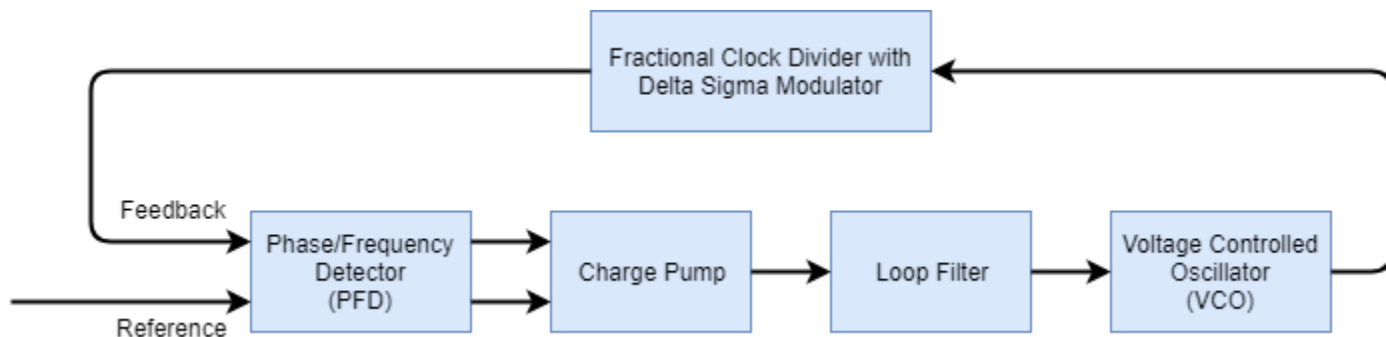 Fractional Clock Divider with
Delta Sigma Modulator
Feedback
Reference
Phase/Frequency
Detector
(PFD)
Charge Pump
Loop Filter
Voltage Controlled
Oscillator
(VCO)